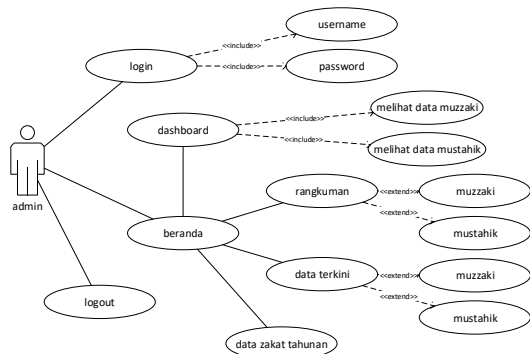 username
<<include>>
login
<<include>>
password
melihat data muzzaki
<<include>>
dashboard
<<include>>
melihat data mustahik
admin
rangkuman
<<extend>>
muzzaki
<<extend>>
beranda
mustahik
data terkini
<<extend>>
muzzaki
<<extend>>
logout
mustahik
data zakat tahunan